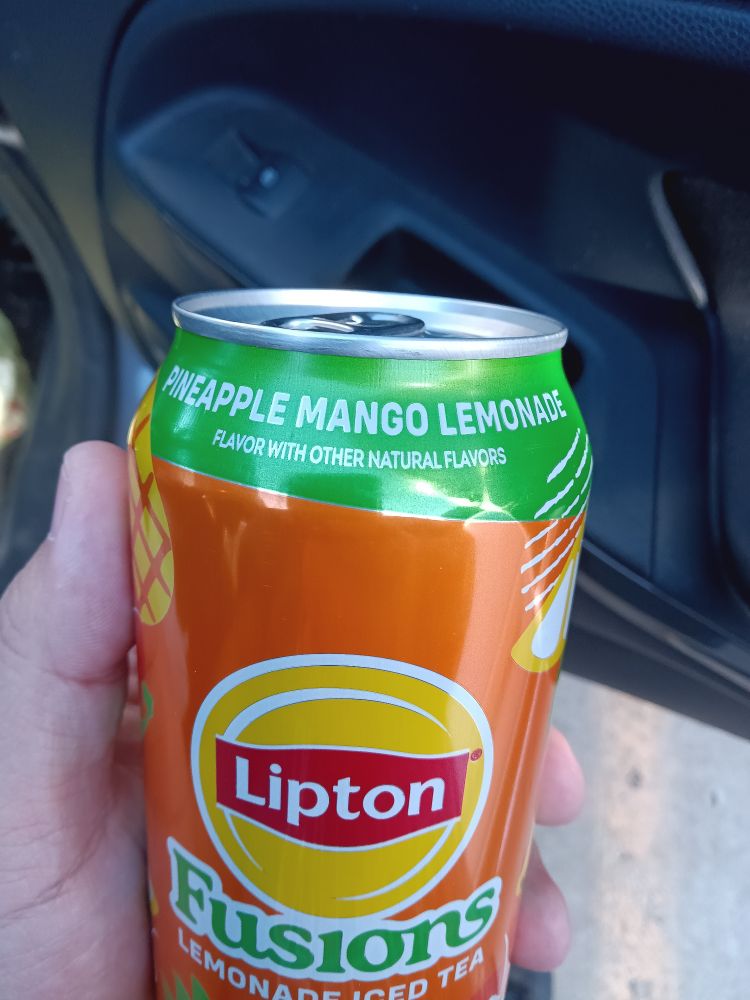 PINEAPPLE MANGO LEMONADE
FLAVOR WITH OTHER NATURAL FLAVORS
Lipton®
Fusions
LEMONADE ICED TEA